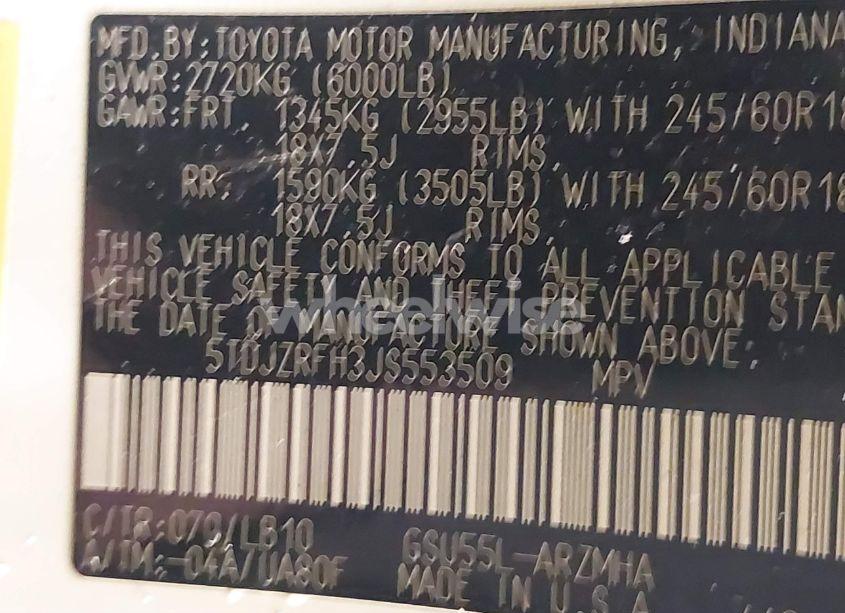 MFD. BY: TOYOTA MOTOR MANUFACTURING, INDIANA
GVWR: 2720KG (6000LB)
GAWR: FRT. 1345KG (2955LB) WITH 245/60R18
18X7.5J RIMS,
RR: 1590KG (3505LB) WITH 245/60R18
18X7.5J RIMS,
THIS VEHICLE CONFORMS TO ALL APPLICABLE
VEHICLE SAFETY AND THEFT PREVENTION STAN
THE DATE OF MANUFACTURE SHOWN ABOVE.
wheelwise
5TDJZRFH3JS553509 MPV
C/TR: 070/LB10 GSU55L-ARZMHA
A/TM: -04A/UA80F MADE IN U.S.A